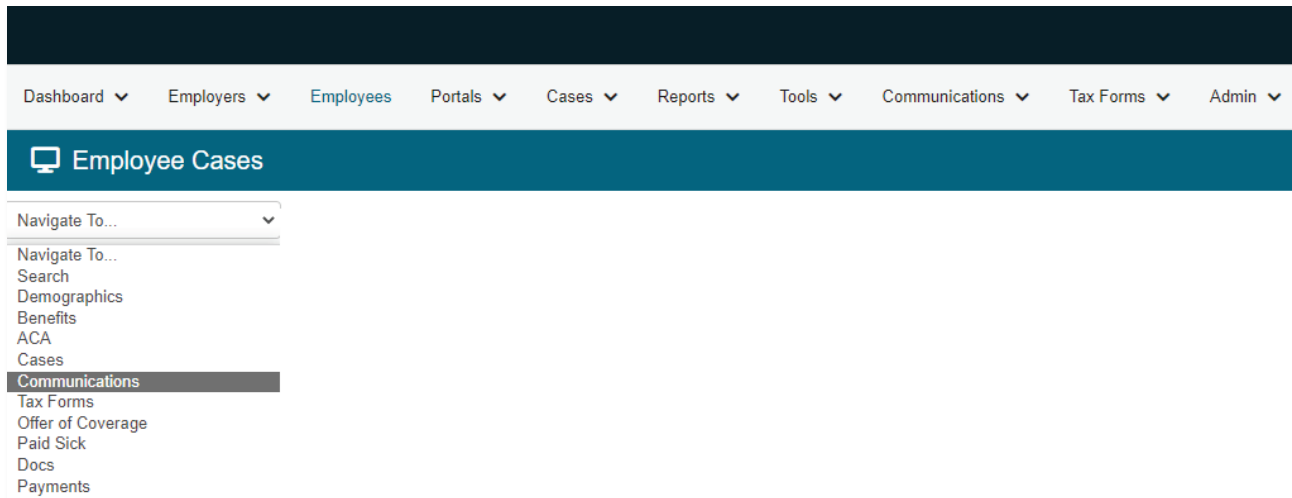 Dashboard Employers Employees Portals Cases Reports Tools Communications Tax Forms Admin
Employee Cases
Navigate To...
Navigate To...
Search
Demographics
Benefits
ACA
Cases
Communications
Tax Forms
Offer of Coverage
Paid Sick
Docs
Payments